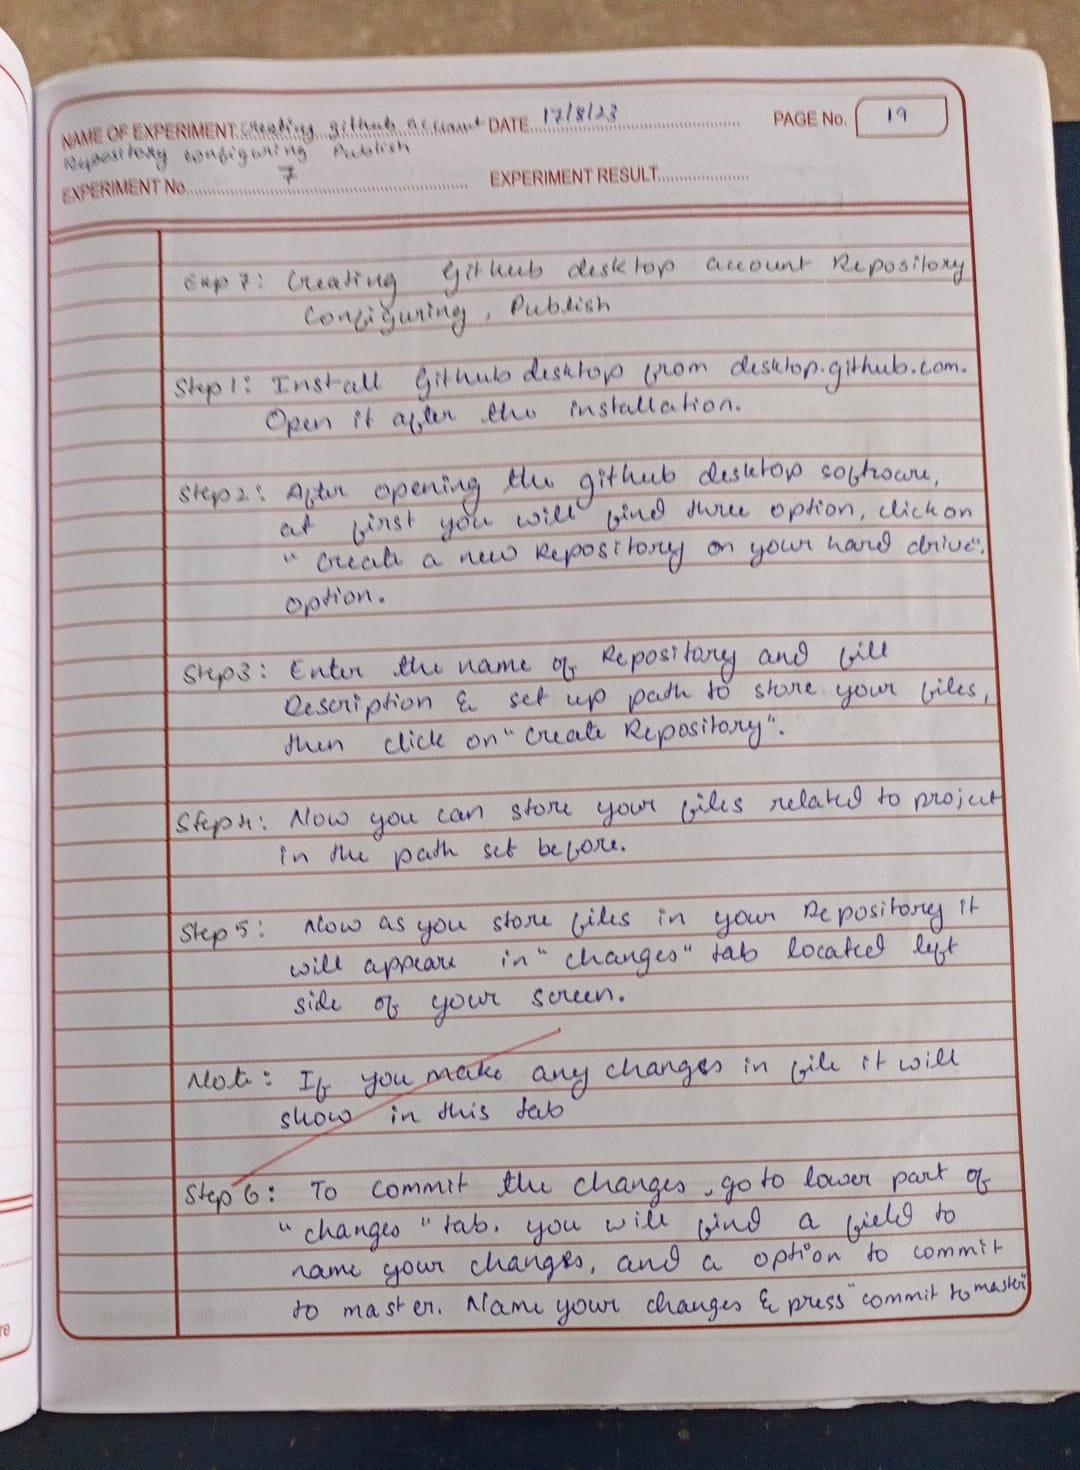 NAME OF EXPERIMENT. Creating github account DATE 17/8/23 PAGE No. 19
Repository configuring Publish
EXPERIMENT No. 7 EXPERIMENT RESULT
Exp 7: Creating Github desktop account Repository
Configuring, Publish
Step 1: Install Github desktop from desktop.github.com.
Open it after the installation.
Step 2: After opening the github desktop software,
at first you will find three option, click on
"Create a new Repository on your hard drive".
option.
Step 3: Enter the name of Repository and fill
Description & set up path to store your files,
then click on "Create Repository".
Step 4: Now you can store your files related to project
in the path set before.
Step 5: Now as you store files in your Repository it
will appeare in "changes" tab located left
side of your screen.
Note: If you make any changes in file it will
show in this tab
Step 6: To commit the changes, go to lower part of
"changes" tab. you will find a field to
name your changes, and a option to commit
to master. Name your changes & press "commit to master"